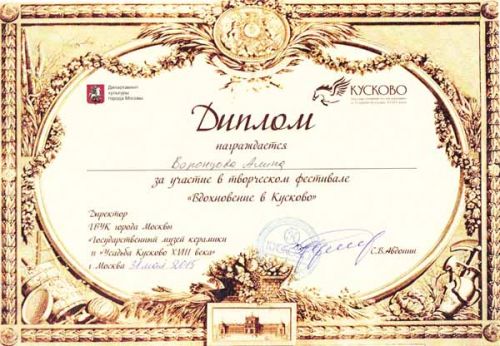 Департамент
культуры
города Москвы
КУСКОВО
Диплом
награждается
Воронцова Алина
за участие в творческом фестивале
«Вдохновение в Кусково»
Директор
ГБУК города Москвы
«Государственный музей керамики
и «Усадьба Кусково XVIII века»
г. Москва 31 мая 2015
С.В.Авдонин